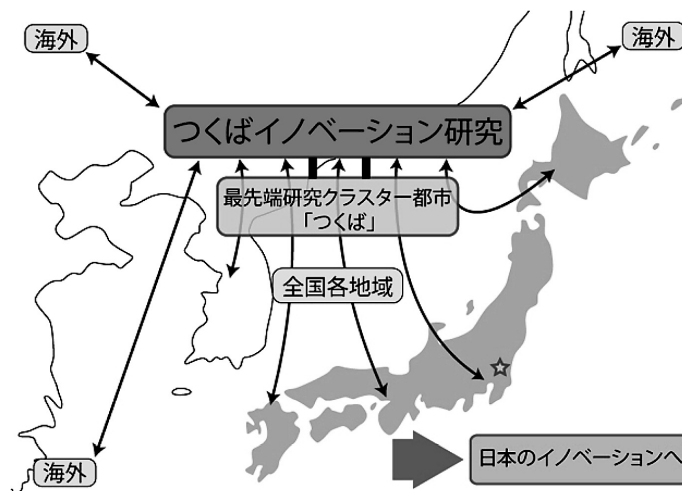 海外
海外
つくばイノベーション研究
最先端研究クラスター都市
「つくば」
全国各地域
海外
日本のイノベーションへ